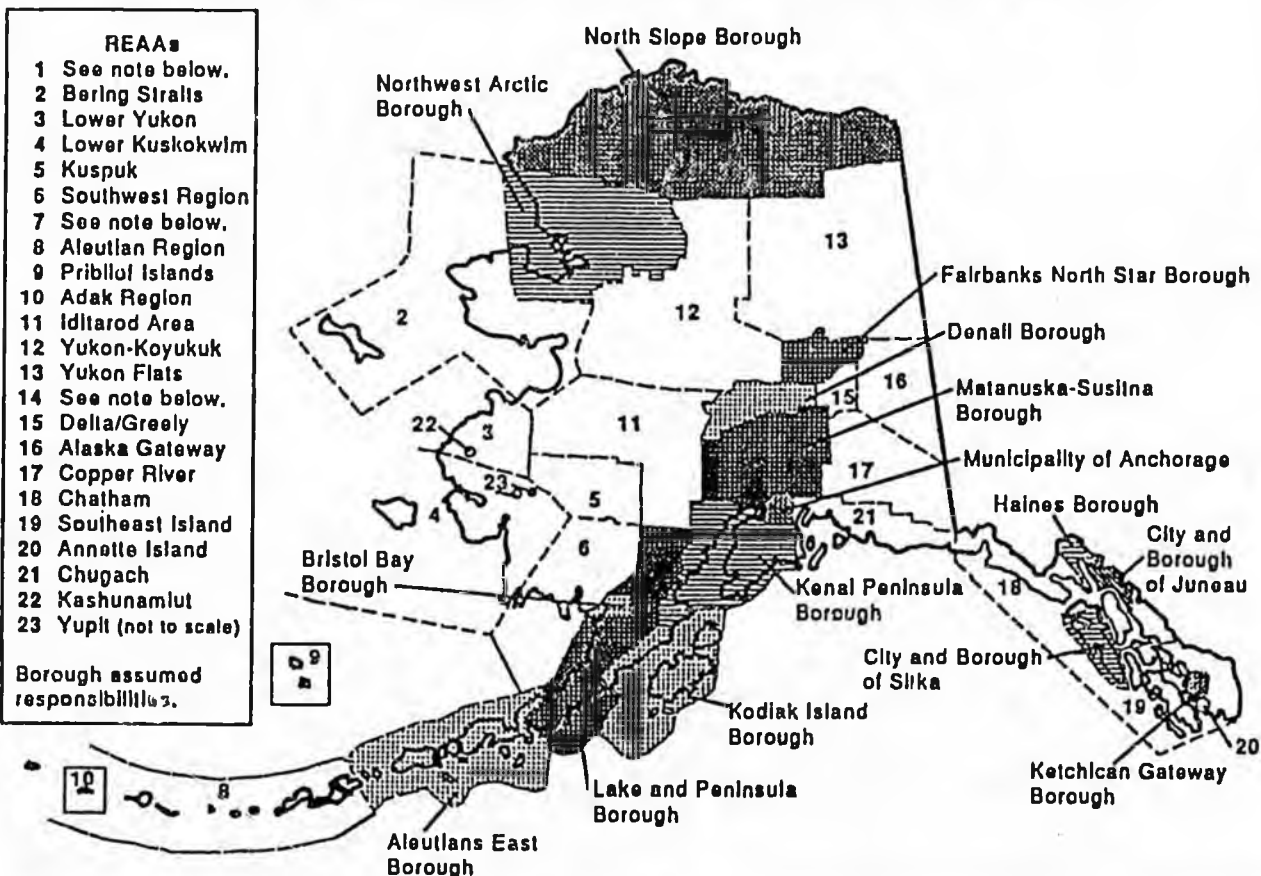 REAAs
1 See note below.
2 Bering Straits
3 Lower Yukon
4 Lower Kuskokwim
5 Kuspuk
6 Southwest Region
7 See note below.
8 Aleutian Region
9 Pribilof Islands
10 Adak Region
11 Iditarod Area
12 Yukon-Koyukuk
13 Yukon Flats
14 See note below.
15 Delta/Greely
16 Alaska Gateway
17 Copper River
18 Chatham
19 Southeast Island
20 Annette Island
21 Chugach
22 Kashunamiut
23 Yupit (not to scale)
Borough assumed
responsibilities.
North Slope Borough
Northwest Arctic
Borough
13
Fairbanks North Star Borough
2
12
Denali Borough
16
Matanuska-Susitna
Borough
15
22
3
11
Municipality of Anchorage
17
23
Haines Borough
5
4
21
City and
Borough
of Juneau
6
Bristol Bay
Borough
Kenai Peninsula
Borough
18
9
City and Borough
of Sitka
Kodiak Island
Borough
19
20
10
8
Ketchican Gateway
Borough
Lake and Peninsula
Borough
Aleutians East
Borough